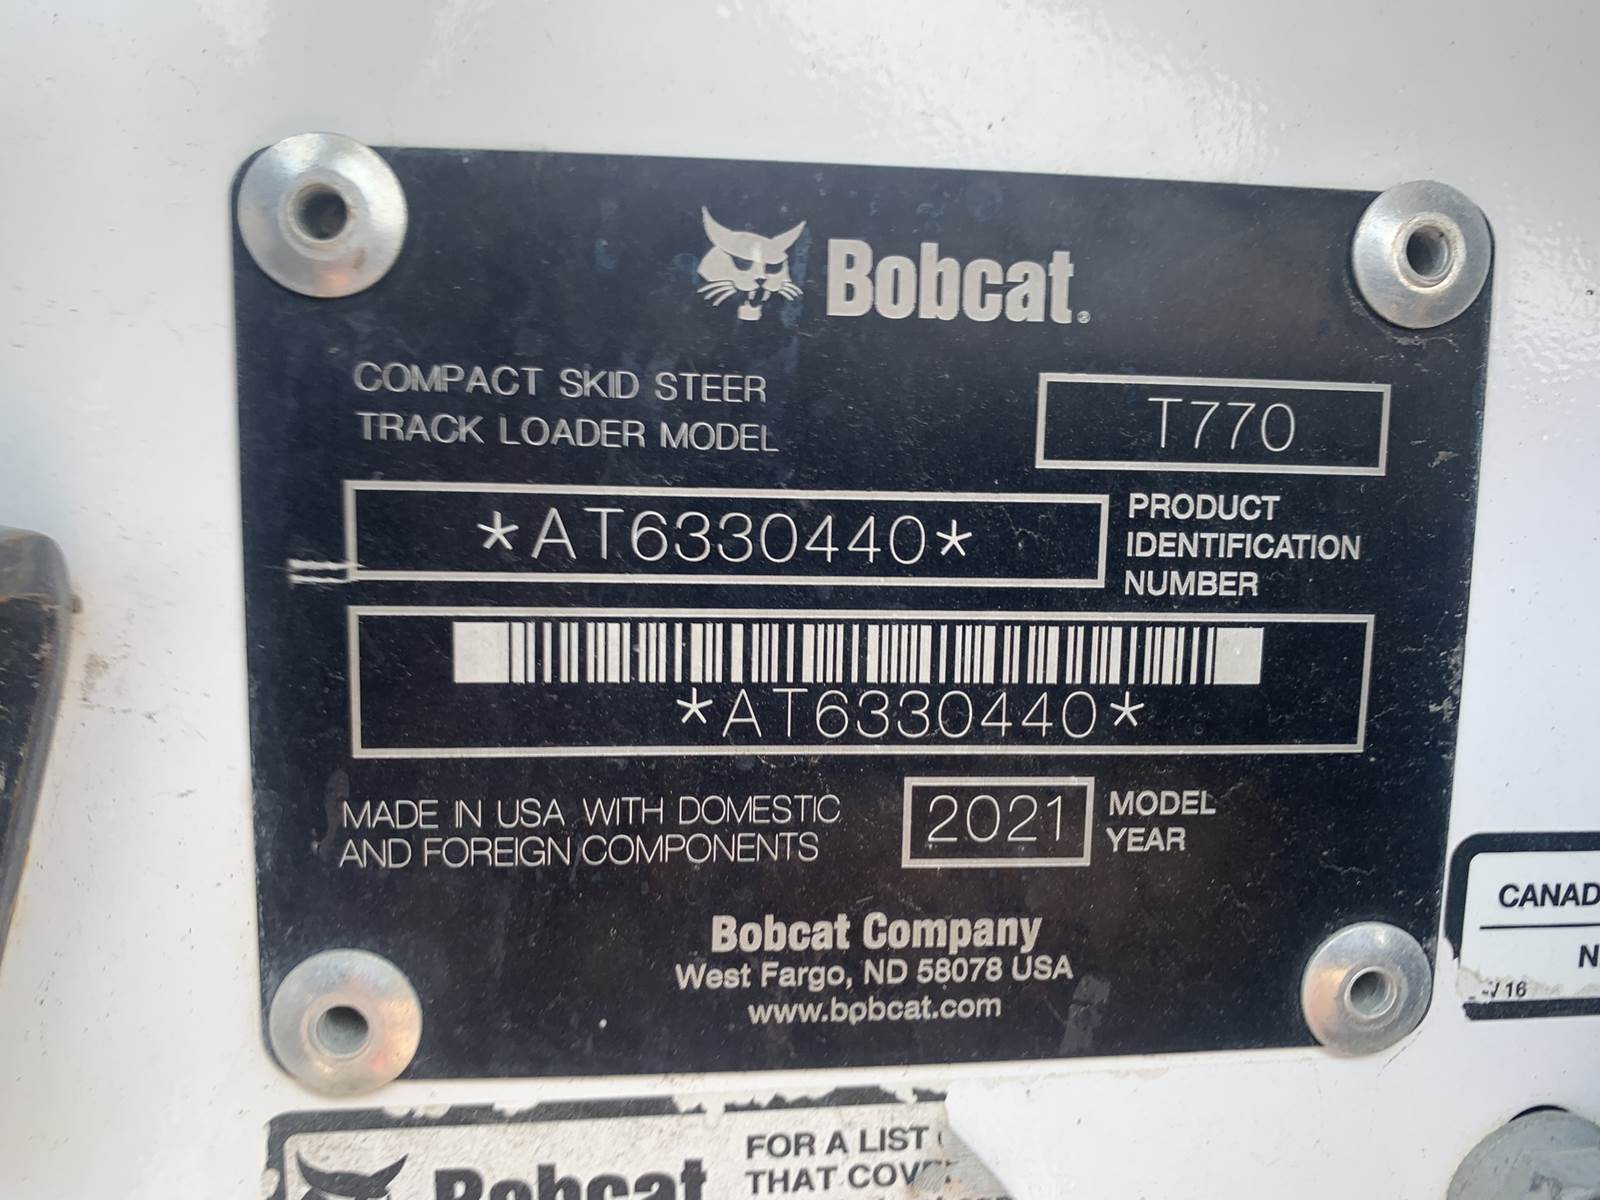 Bobcat®
COMPACT SKID STEER
TRACK LOADER MODEL
T770
*AT6330440*
PRODUCT
IDENTIFICATION
NUMBER
*AT6330440*
MADE IN USA WITH DOMESTIC
AND FOREIGN COMPONENTS
2021
MODEL
YEAR
Bobcat Company
West Fargo, ND 58078 USA
www.bobcat.com
CANAD
N
16
Bobcat
FOR A LIST
THAT COV